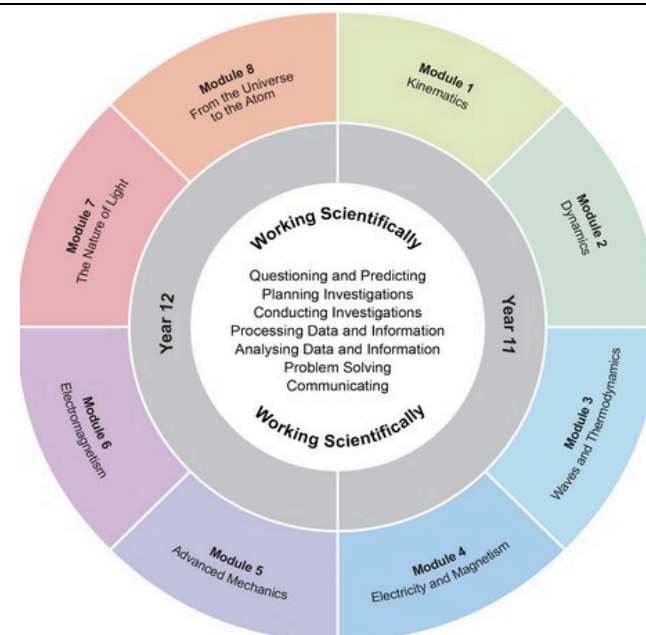 Module 1
Kinematics
Module 2
Dynamics
Module 3
Waves and Thermodynamics
Module 4
Electricity and Magnetism
Module 5
Advanced Mechanics
Module 6
Electromagnetism
Module 7
The Nature of Light
Module 8
From the Universe
to the Atom
Year 11
Year 12
Working Scientifically
Questioning and Predicting
Planning Investigations
Conducting Investigations
Processing Data and Information
Analysing Data and Information
Problem Solving
Communicating
Working Scientifically